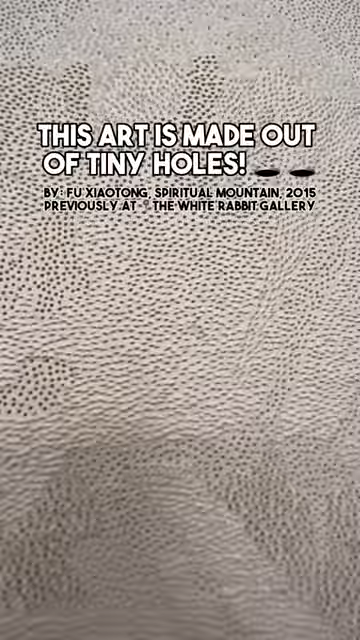 THIS ART IS MADE OUT
OF TINY HOLES! 🕳️🕳️
BY: FU XIAOTONG, SPIRITUAL MOUNTAIN, 2015
PREVIOUSLY AT 📍THE WHITE RABBIT GALLERY